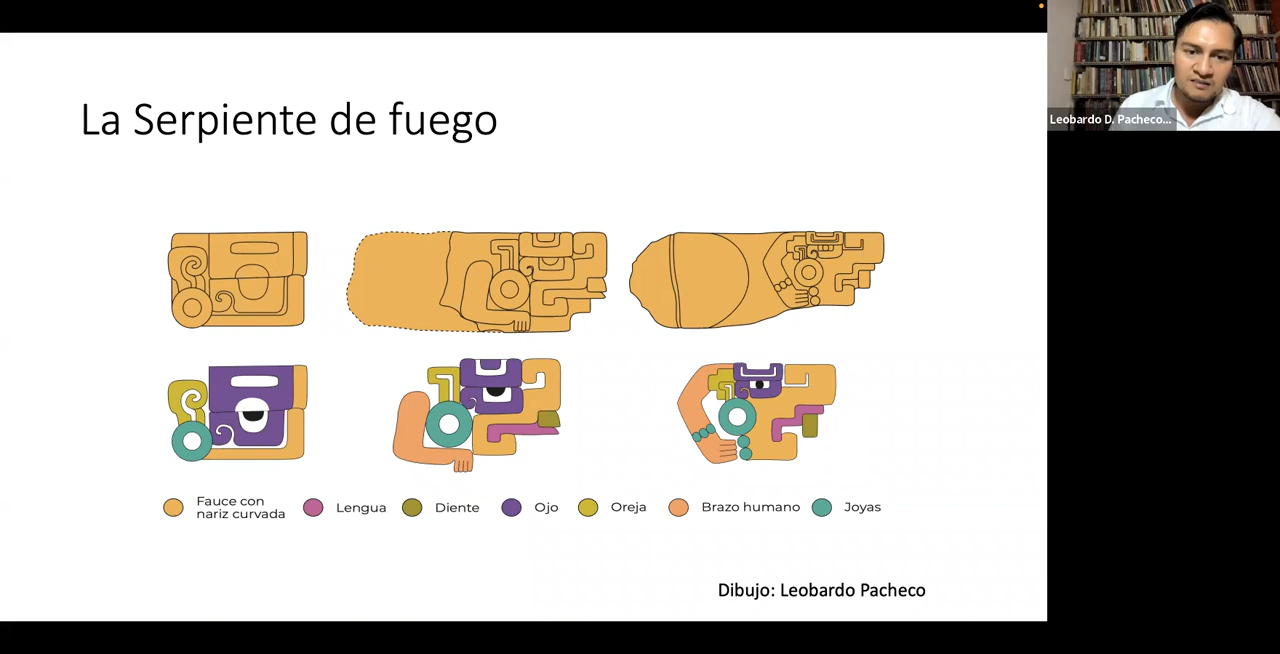 La Serpiente de fuego
Leobardo D. Pacheco...
Fauce con
nariz curvada
Lengua
Diente
Ojo
Oreja
Brazo humano
Joyas
Dibujo: Leobardo Pacheco